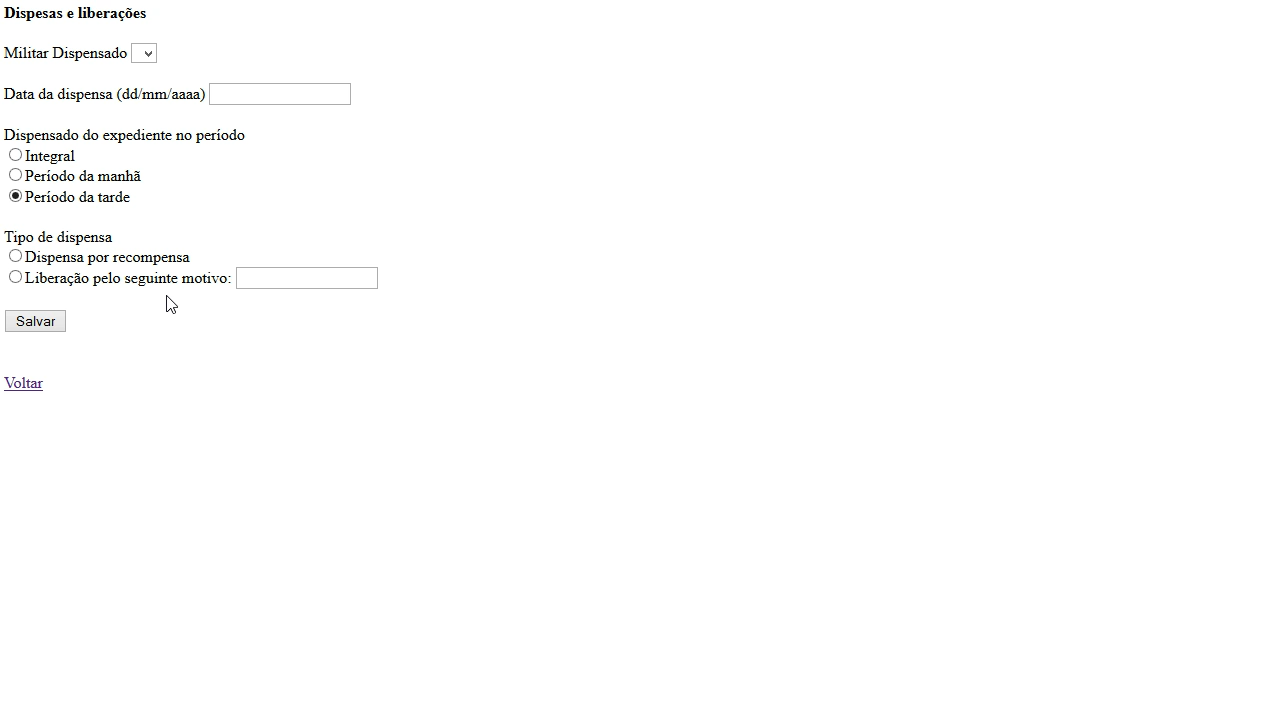 Dispesas e liberações
Militar Dispensado
Data da dispensa (dd/mm/aaaa)
Dispensado do expediente no período
Integral
Período da manhã
Período da tarde
Tipo de dispensa
Dispensa por recompensa
Liberação pelo seguinte motivo:
Salvar
Voltar